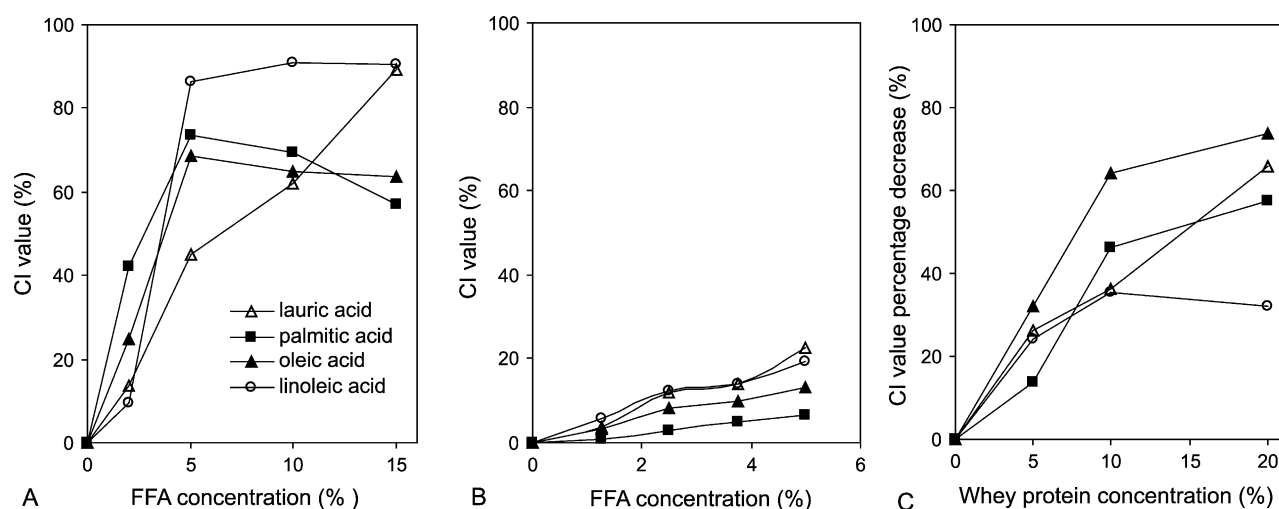 100
80
60
40
20
0
CI value (%)
lauric acid
palmitic acid
oleic acid
linoleic acid
0 5 10 15
A FFA concentration (% )
100
80
60
40
20
0
CI value (%)
0 2 4 6
B FFA concentration (%)
100
80
60
40
20
0
CI value percentage decrease (%)
0 5 10 15 20
C Whey protein concentration (%)